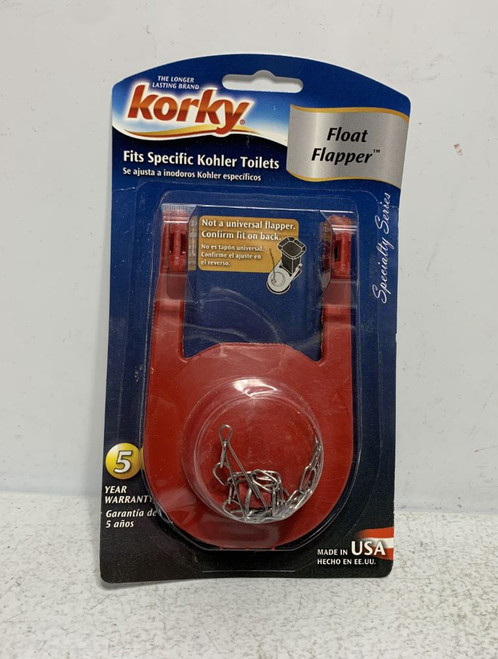 THE LONGER
LASTING BRAND
korky®
Float
Flapper™
Fits Specific Kohler Toilets
Se ajusta a inodoros Kohler específicos
Specialty Series
Not a universal flapper.
Confirm fit on back.
No es tapón universal.
Confirme el ajuste en
el reverso.
5
YEAR
WARRANTY
Garantía de
5 años
MADE IN USA
HECHO EN EE.UU.